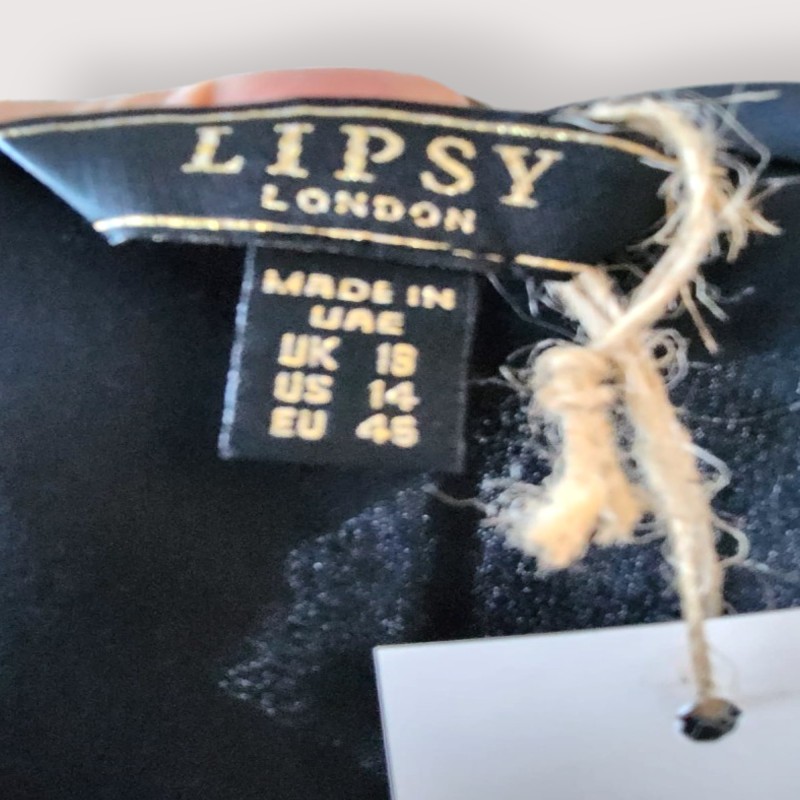 LIPSY
LONDON
MADE IN
UAE
UK 18
US 14
EU 46